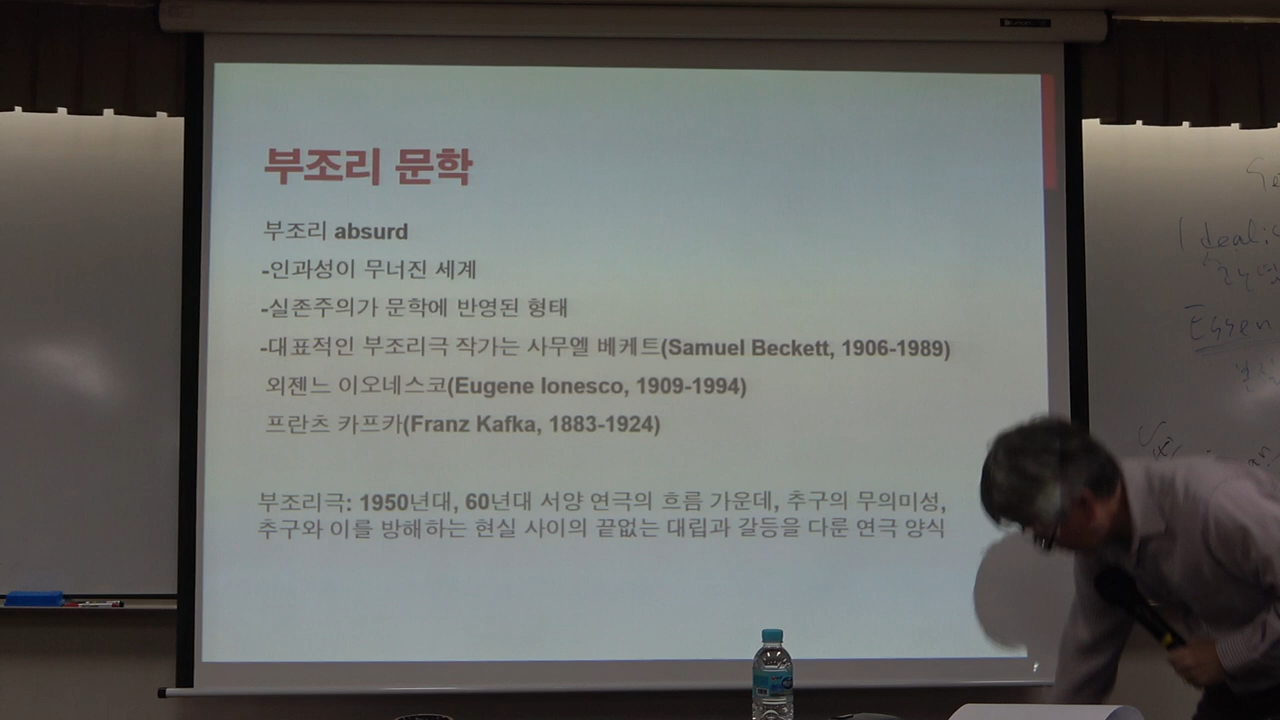 부조리 문학
부조리 absurd
-인과성이 무너진 세계
-실존주의가 문학에 반영된 형태
-대표적인 부조리극 작가는 사무엘 베케트(Samuel Beckett, 1906-1989)
외젠느 이오네스코(Eugene Ionesco, 1909-1994)
프란츠 카프카(Franz Kafka, 1883-1924)
부조리극: 1950년대, 60년대 서양 연극의 흐름 가운데, 추구의 무의미성,
추구와 이를 방해하는 현실 사이의 끝없는 대립과 갈등을 다룬 연극 양식